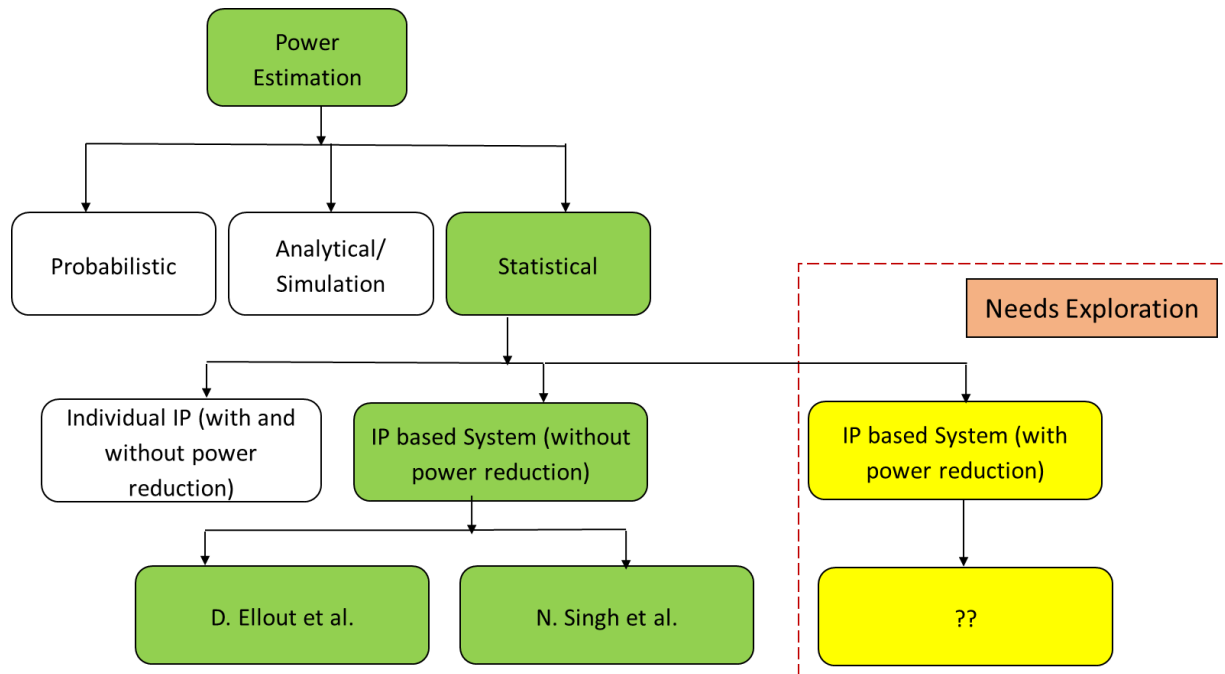 Power
Estimation
Probabilistic
Analytical/
Simulation
Statistical
Needs Exploration
Individual IP (with and
without power
reduction)
IP based System (without
power reduction)
IP based System (with
power reduction)
D. Ellout et al.
N. Singh et al.
??